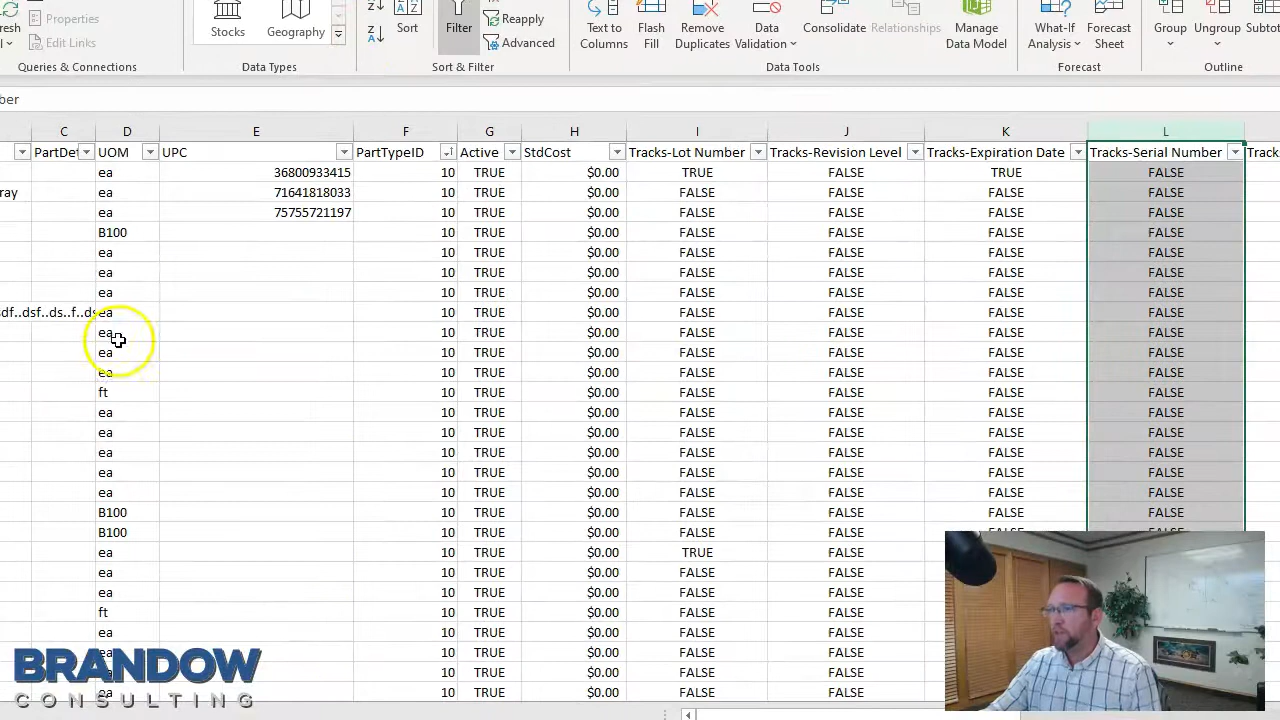 Properties
Edit Links
Queries & Connections
Stocks
Geography
Data Types
Sort
Filter
Reapply
Advanced
Sort & Filter
Text to Columns
Flash Fill
Remove Duplicates
Data Validation
Consolidate
Relationships
Manage Data Model
Data Tools
What-If Analysis
Forecast Sheet
Forecast
Group
Ungroup
Outline
C D E F G H I J K L
UOM UPC PartTypeID Active StdCost Tracks-Lot Number Tracks-Revision Level Tracks-Expiration Date Tracks-Serial Number
ea 36800933415 10 TRUE $0.00 TRUE FALSE TRUE FALSE
ea 71641818033 10 TRUE $0.00 FALSE FALSE FALSE FALSE
ea 75755721197 10 TRUE $0.00 FALSE FALSE FALSE FALSE
B100 10 TRUE $0.00 FALSE FALSE FALSE FALSE
ea 10 TRUE $0.00 FALSE FALSE FALSE FALSE
ea 10 TRUE $0.00 FALSE FALSE FALSE FALSE
ea 10 TRUE $0.00 FALSE FALSE FALSE FALSE
ea 10 TRUE $0.00 FALSE FALSE FALSE FALSE
ea 10 TRUE $0.00 FALSE FALSE FALSE FALSE
ea 10 TRUE $0.00 FALSE FALSE FALSE FALSE
ea 10 TRUE $0.00 FALSE FALSE FALSE FALSE
ft 10 TRUE $0.00 FALSE FALSE FALSE FALSE
ea 10 TRUE $0.00 FALSE FALSE FALSE FALSE
ea 10 TRUE $0.00 FALSE FALSE FALSE FALSE
ea 10 TRUE $0.00 FALSE FALSE FALSE FALSE
ea 10 TRUE $0.00 FALSE FALSE FALSE FALSE
ea 10 TRUE $0.00 FALSE FALSE FALSE FALSE
B100 10 TRUE $0.00 FALSE FALSE FALSE FALSE
B100 10 TRUE $0.00 FALSE FALSE FALSE FALSE
ea 10 TRUE $0.00 TRUE FALSE
ea 10 TRUE $0.00 FALSE FALSE
ea 10 TRUE $0.00 FALSE FALSE
ft 10 TRUE $0.00 FALSE FALSE
ea 10 TRUE $0.00 FALSE FALSE
10 TRUE $0.00 FALSE FALSE
10 TRUE $0.00 FALSE FALSE
10 TRUE $0.00 FALSE FALSE
BRANDOW
CONSULTING